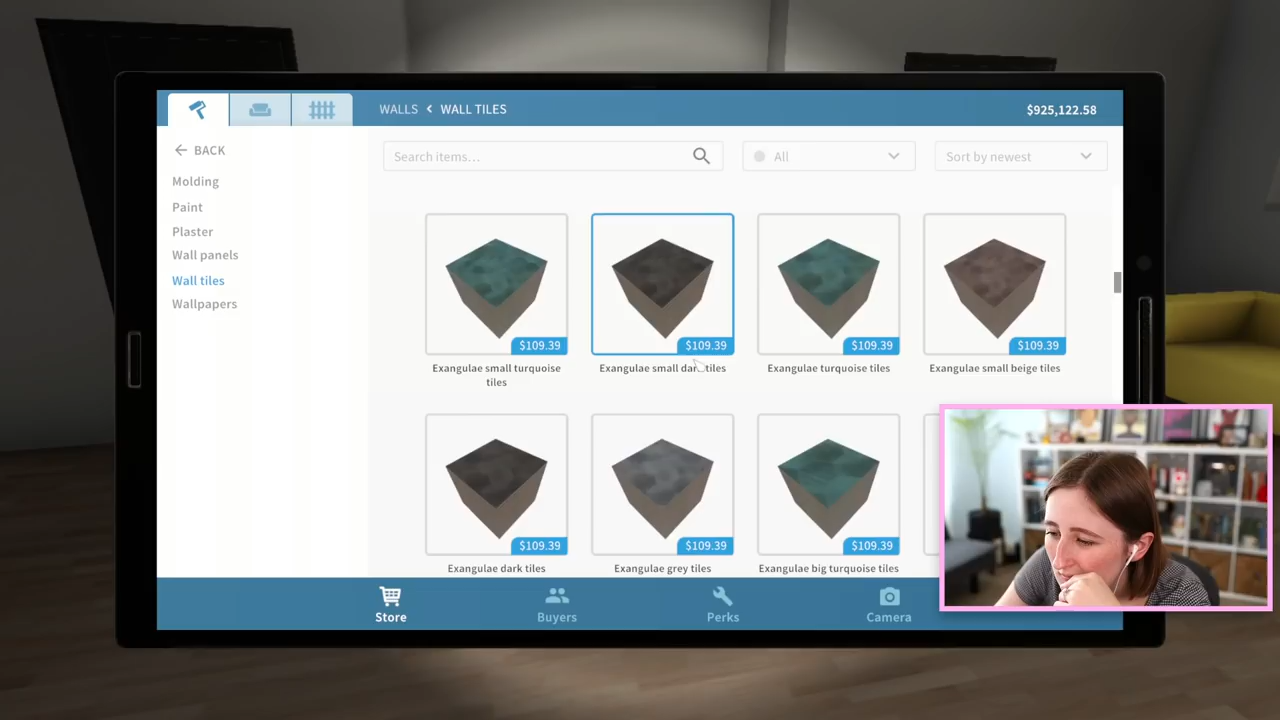 WALLS < WALL TILES
$925,122.58
BACK
Search items...
All
Sort by newest
Molding
Paint
Plaster
Wall panels
Wall tiles
Wallpapers
$109.39
$109.39
$109.39
$109.39
Exangulae small turquoise
tiles
Exangulae small dark tiles
Exangulae turquoise tiles
Exangulae small beige tiles
$109.39
$109.39
$109.39
Exangulae dark tiles
Exangulae grey tiles
Exangulae big turquoise tiles
Store
Buyers
Perks
Camera